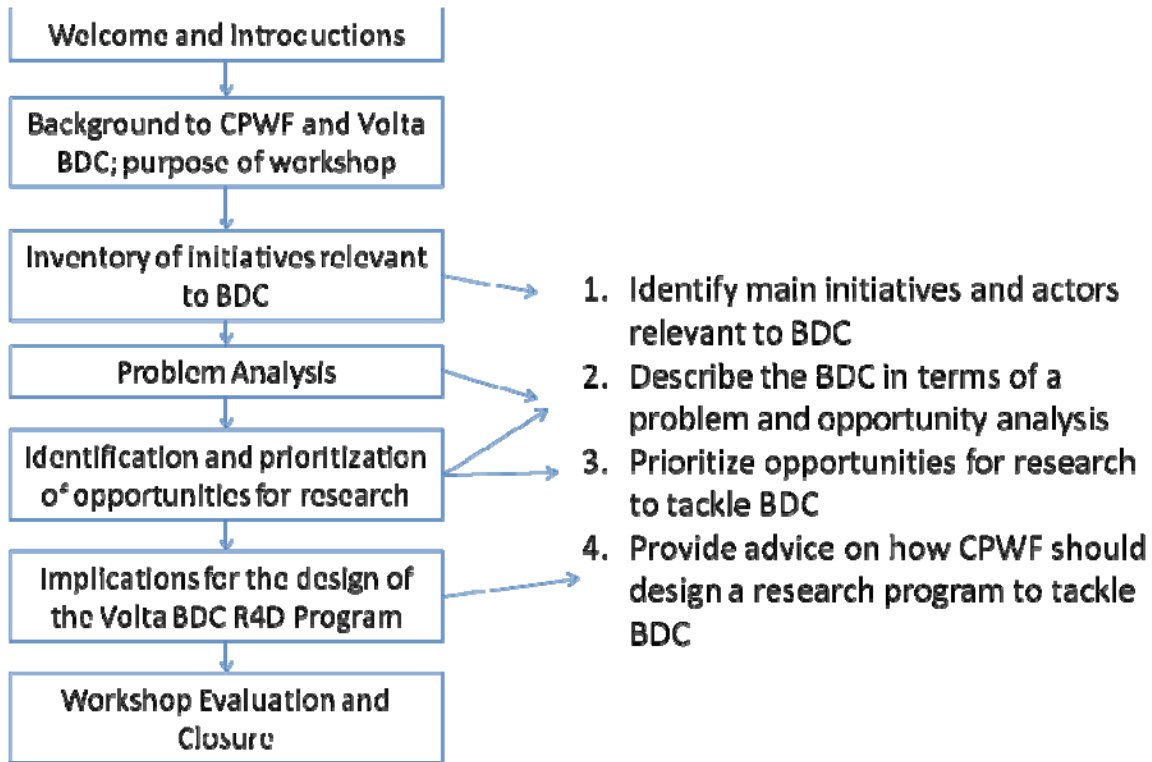 Welcome and Introductions
Background to CPWF and Volta
BDC; purpose of workshop
Inventory of initiatives relevant
to BDC
Problem Analysis
Identification and prioritization
of opportunities for research
Implications for the design of
the Volta BDC R4D Program
Workshop Evaluation and
Closure
1. Identify main initiatives and actors
relevant to BDC
2. Describe the BDC in terms of a
problem and opportunity analysis
3. Prioritize opportunities for research
to tackle BDC
4. Provide advice on how CPWF should
design a research program to tackle
BDC